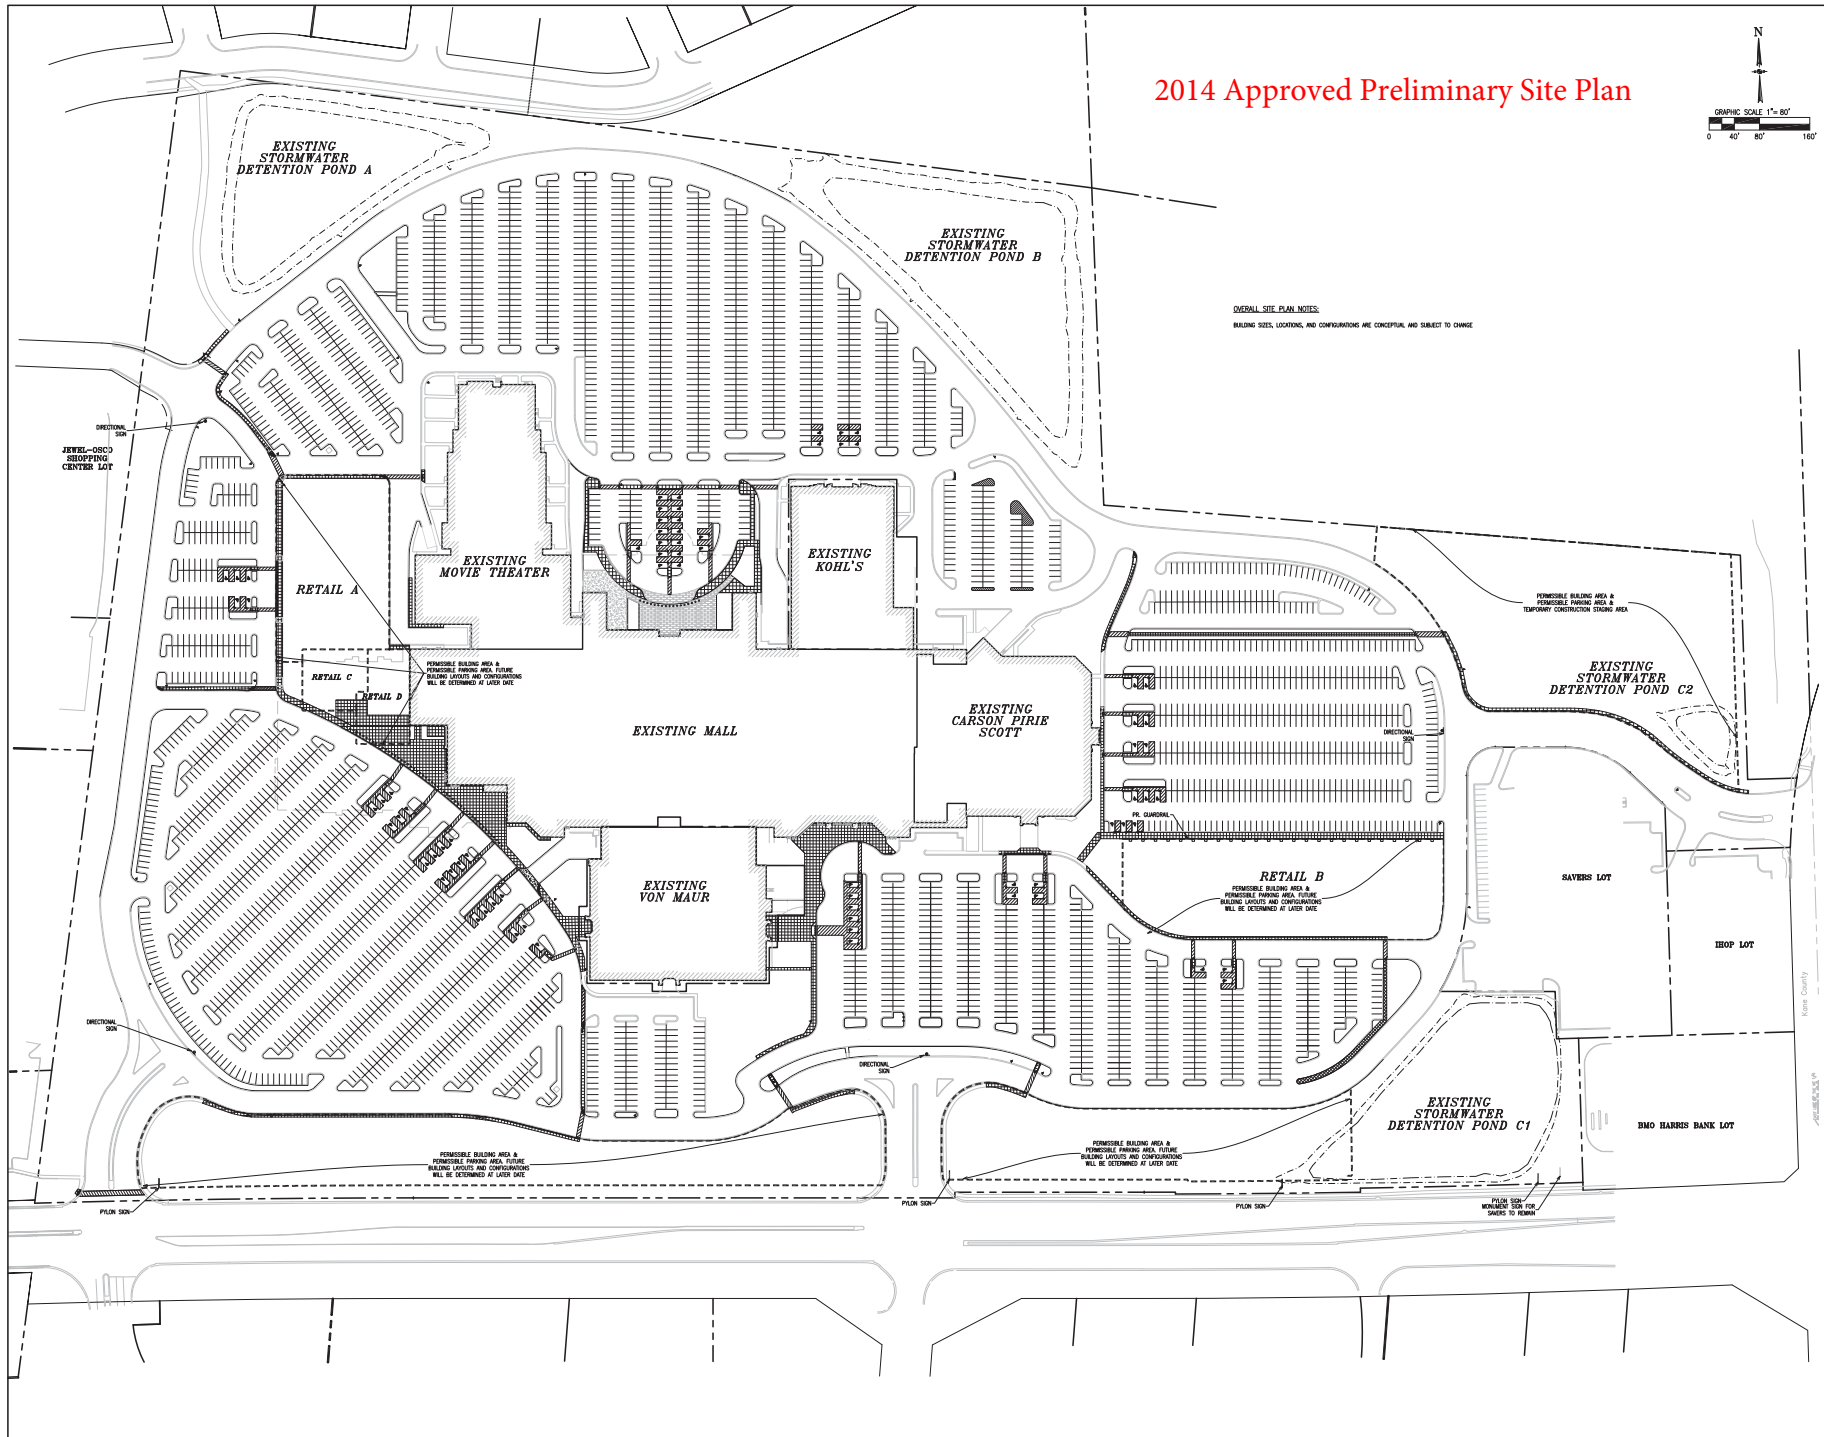 2014 Approved Preliminary Site Plan
N
GRAPHIC SCALE 1"= 80'
0 40' 80' 160'
EXISTING
STORMWATER
DETENTION POND A
EXISTING
STORMWATER
DETENTION POND B
OVERALL SITE PLAN NOTES:
BUILDING SIZES, LOCATIONS, AND CONFIGURATIONS ARE CONCEPTUAL AND SUBJECT TO CHANGE
DIRECTIONAL
SIGN
JEWEL-OSCO
SHOPPING
CENTER LOT
EXISTING
MOVIE THEATER
EXISTING
KOHL'S
RETAIL A
PERMISSIBLE BUILDING AREA &
PERMISSIBLE PARKING AREA &
TEMPORARY CONSTRUCTION STAGING AREA
PERMISSIBLE BUILDING AREA &
PERMISSIBLE PARKING AREA. FUTURE
BUILDING LAYOUTS AND CONFIGURATIONS
WILL BE DETERMINED AT LATER DATE
RETAIL C
RETAIL D
EXISTING
STORMWATER
DETENTION POND C2
EXISTING MALL
EXISTING
CARSON PIRIE
SCOTT
DIRECTIONAL
SIGN
PR. GUARDRAIL
EXISTING
VON MAUR
RETAIL B
PERMISSIBLE BUILDING AREA &
PERMISSIBLE PARKING AREA. FUTURE
BUILDING LAYOUTS AND CONFIGURATIONS
WILL BE DETERMINED AT LATER DATE
SAVERS LOT
IHOP LOT
Kane County
DIRECTIONAL
SIGN
DIRECTIONAL
SIGN
EXISTING
STORMWATER
DETENTION POND C1
BMO HARRIS BANK LOT
PERMISSIBLE BUILDING AREA &
PERMISSIBLE PARKING AREA. FUTURE
BUILDING LAYOUTS AND CONFIGURATIONS
WILL BE DETERMINED AT LATER DATE
PERMISSIBLE BUILDING AREA &
PERMISSIBLE PARKING AREA. FUTURE
BUILDING LAYOUTS AND CONFIGURATIONS
WILL BE DETERMINED AT LATER DATE
PYLON SIGN
PYLON SIGN
PYLON SIGN
PYLON SIGN
MONUMENT SIGN FOR
SAVERS TO REMAIN